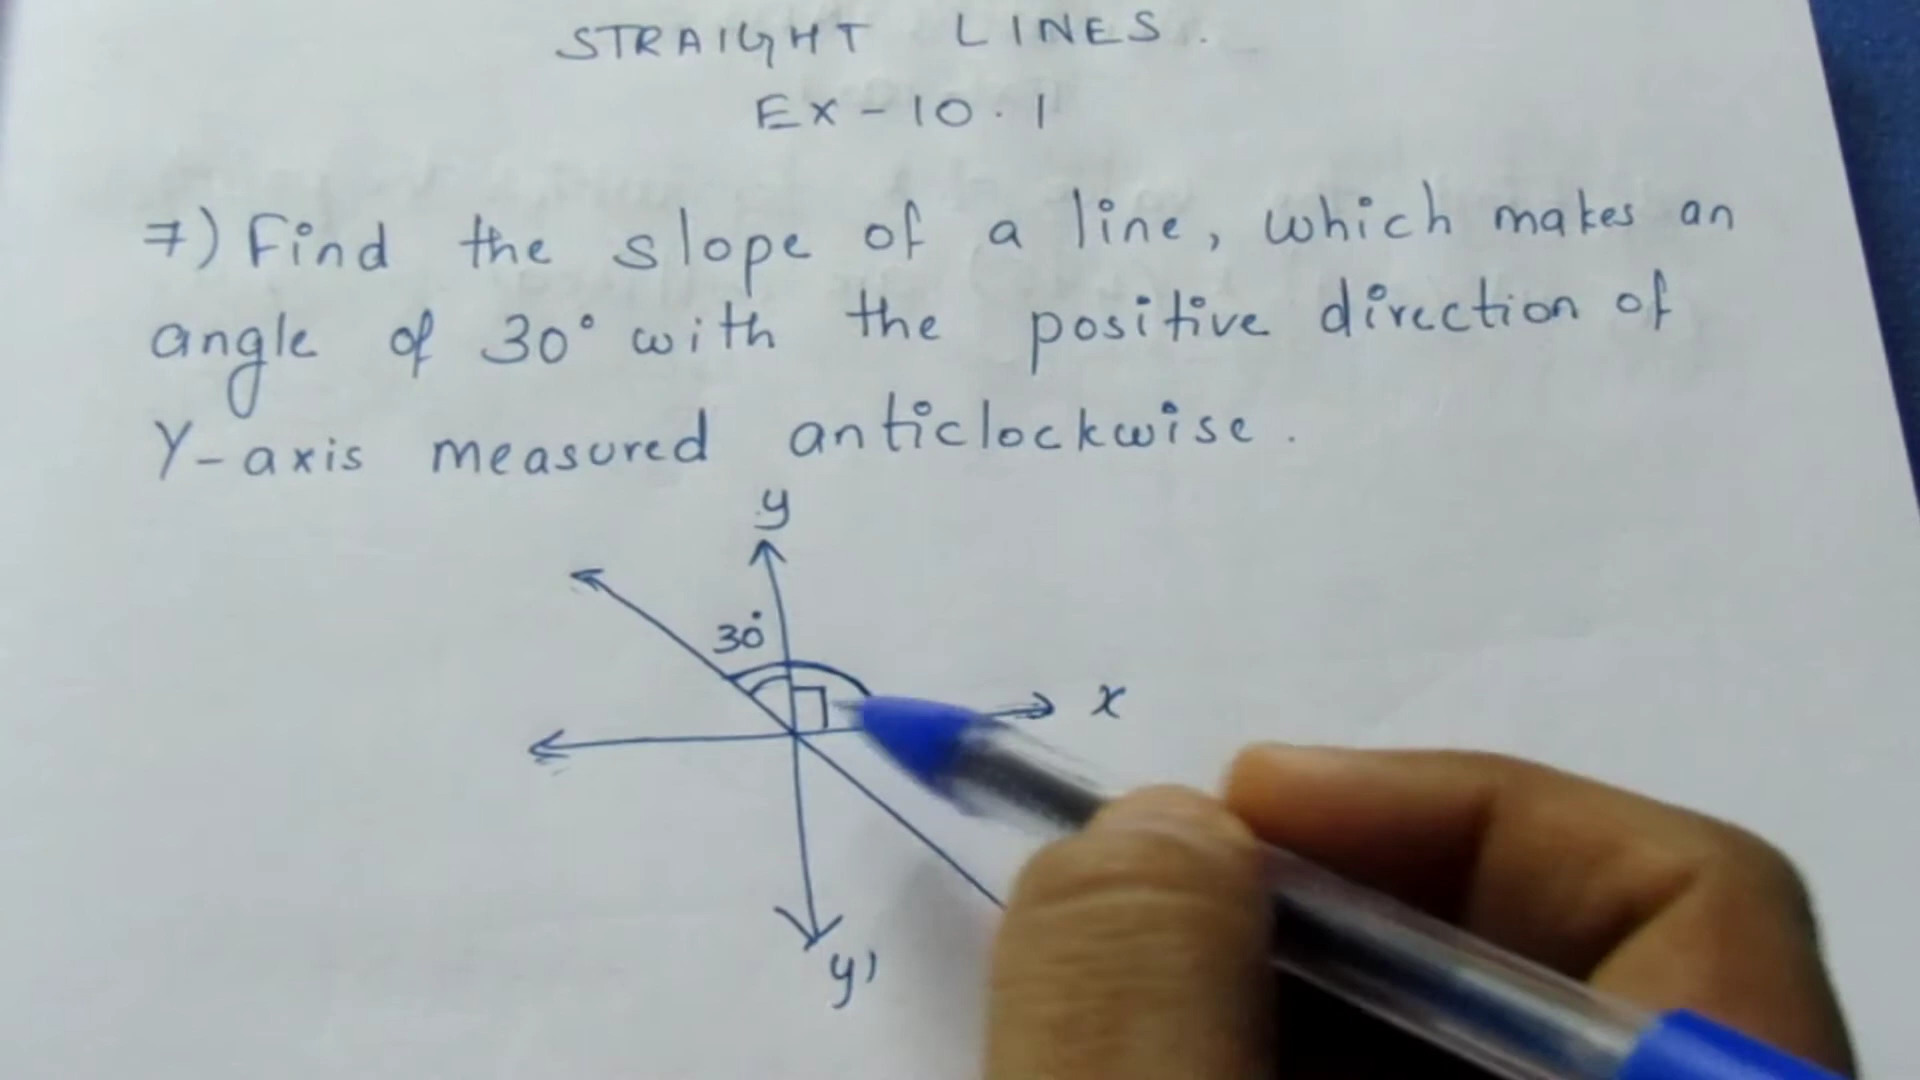 STRAIGHT LINES.
EX-10.1
7) Find the slope of a line, which makes an
angle of 30° with the positive direction of
Y-axis measured anticlockwise.
y
30°
x
y'